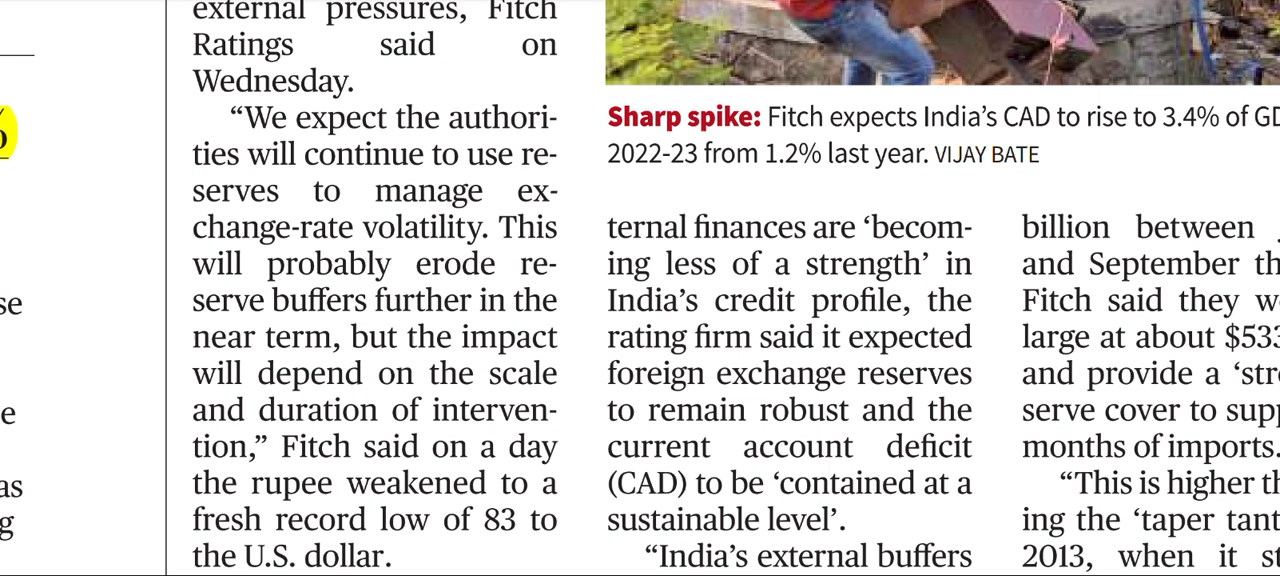 external pressures, Fitch
Ratings said on
Wednesday.
“We expect the authori-
ties will continue to use re-
serves to manage ex-
change-rate volatility. This
will probably erode re-
serve buffers further in the
near term, but the impact
will depend on the scale
and duration of interven-
tion,” Fitch said on a day
the rupee weakened to a
fresh record low of 83 to
the U.S. dollar.
Sharp spike: Fitch expects India’s CAD to rise to 3.4% of
2022-23 from 1.2% last year. VIJAY BATE
ternal finances are ‘becom-
ing less of a strength’ in
India’s credit profile, the
rating firm said it expected
foreign exchange reserves
to remain robust and the
current account deficit
(CAD) to be ‘contained at a
sustainable level’.
“India’s external buffers
billion between
and September
Fitch said they
large at about $533
and provide a
serve cover to
months of imports.
“This is higher
ing the ‘taper
2013, when it